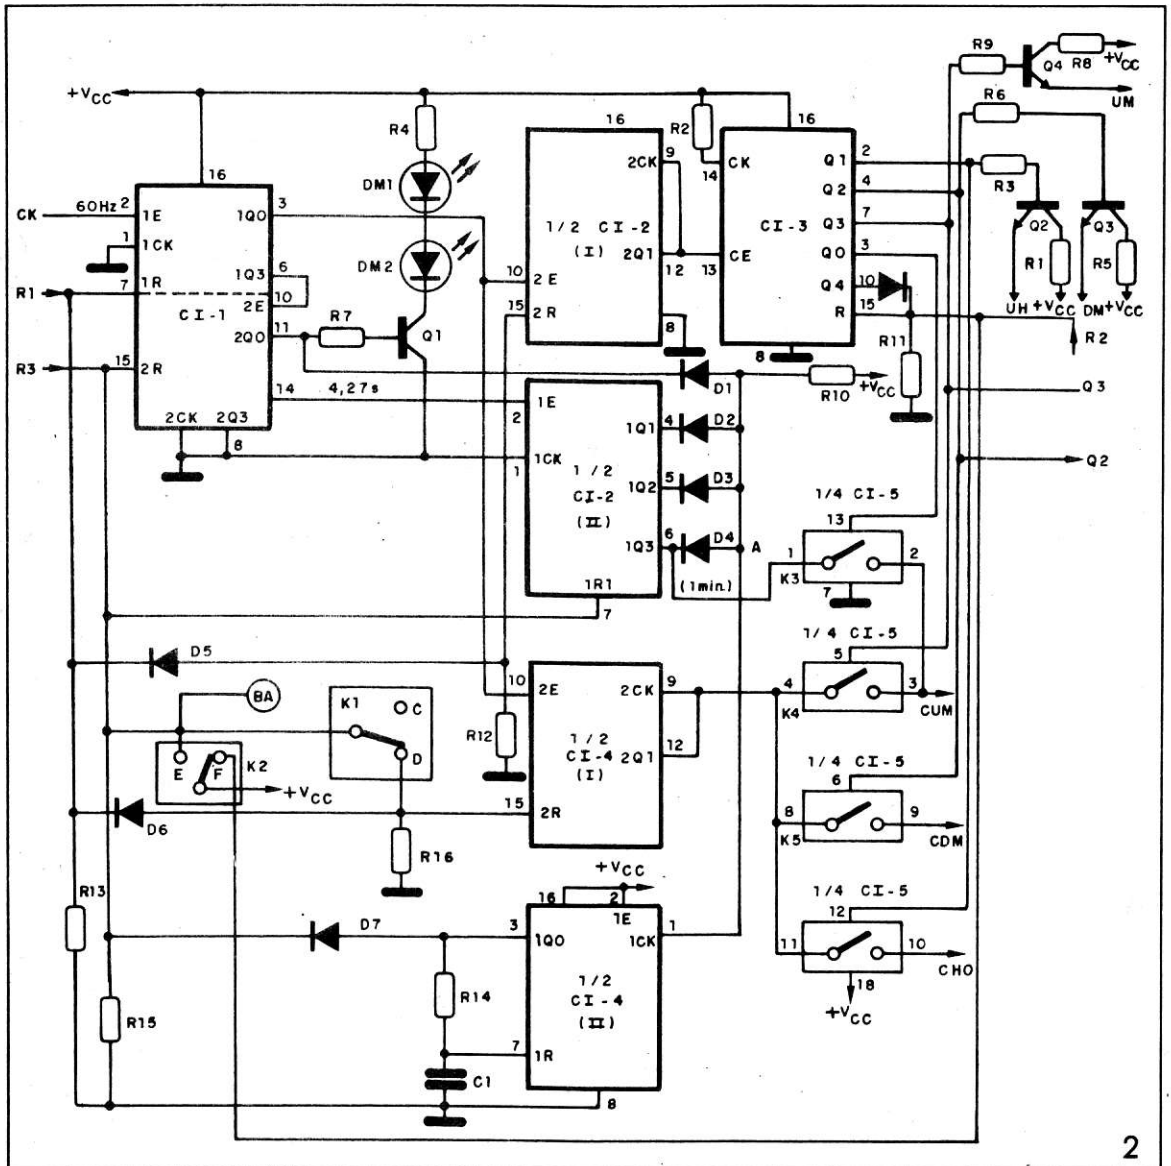 R9
Q4
R8
+VCC
UM
+VCC
R6
16
16
R4
R2
9
2CK
CK
14
Q1
2
R3
16
DM1
Q2
4
CK
60Hz
2
1E
1Q0
3
1/2 CI-2
(I)
CI-3
Q3
7
Q2
Q3
1
1CK
DM2
2Q1
12
13
CE
Q0
3
R1
R5
1Q3
6
10
2E
R1
7
1R
2E
10
Q4
10
CI-1
15
2R
R
15
UH
+VCC
DM
+VCC
2Q0
11
R7
Q1
8
R11
R2
R3
15
2R
8
D1
R10
+VCC
14
4,27s
1E
2
Q3
2CK
2Q3
1Q1
4
D2
8
1CK
1
1/2
CI-2
(II)
1Q2
5
D3
Q2
1/4 CI-5
13
1Q3
6
D4
A
1
2
K3
1R1
(1min.)
7
7
1/4 CI-5
5
D5
10
2E
2CK
9
4
3
BA
K1
C
K4
CUM
R12
1/2
CI-4
(I)
2Q1
12
D
1/4 CI-5
E
F
K2
6
+VCC
15
2R
8
9
D6
K5
CDM
R16
+VCC
R13
16
2
1/4 CI-5
1E
12
D7
3
1Q0
1CK
1
11
10
CHO
1/2
CI-4
(II)
R14
18
R15
+VCC
7
1R
C1
8
2